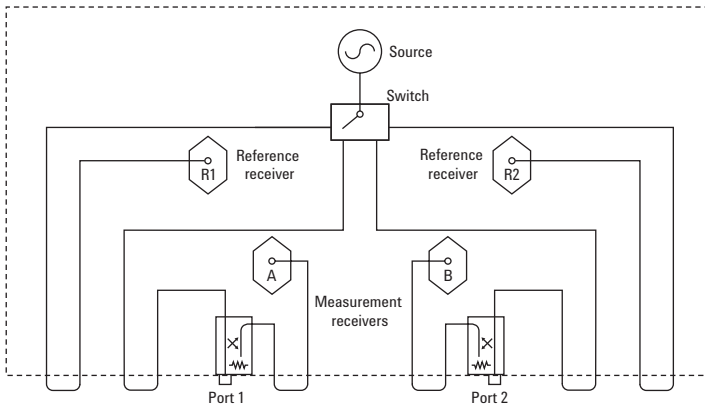 Source
Switch
Reference
receiver
R1
Reference
receiver
R2
A
B
Measurement
receivers
Port 1
Port 2